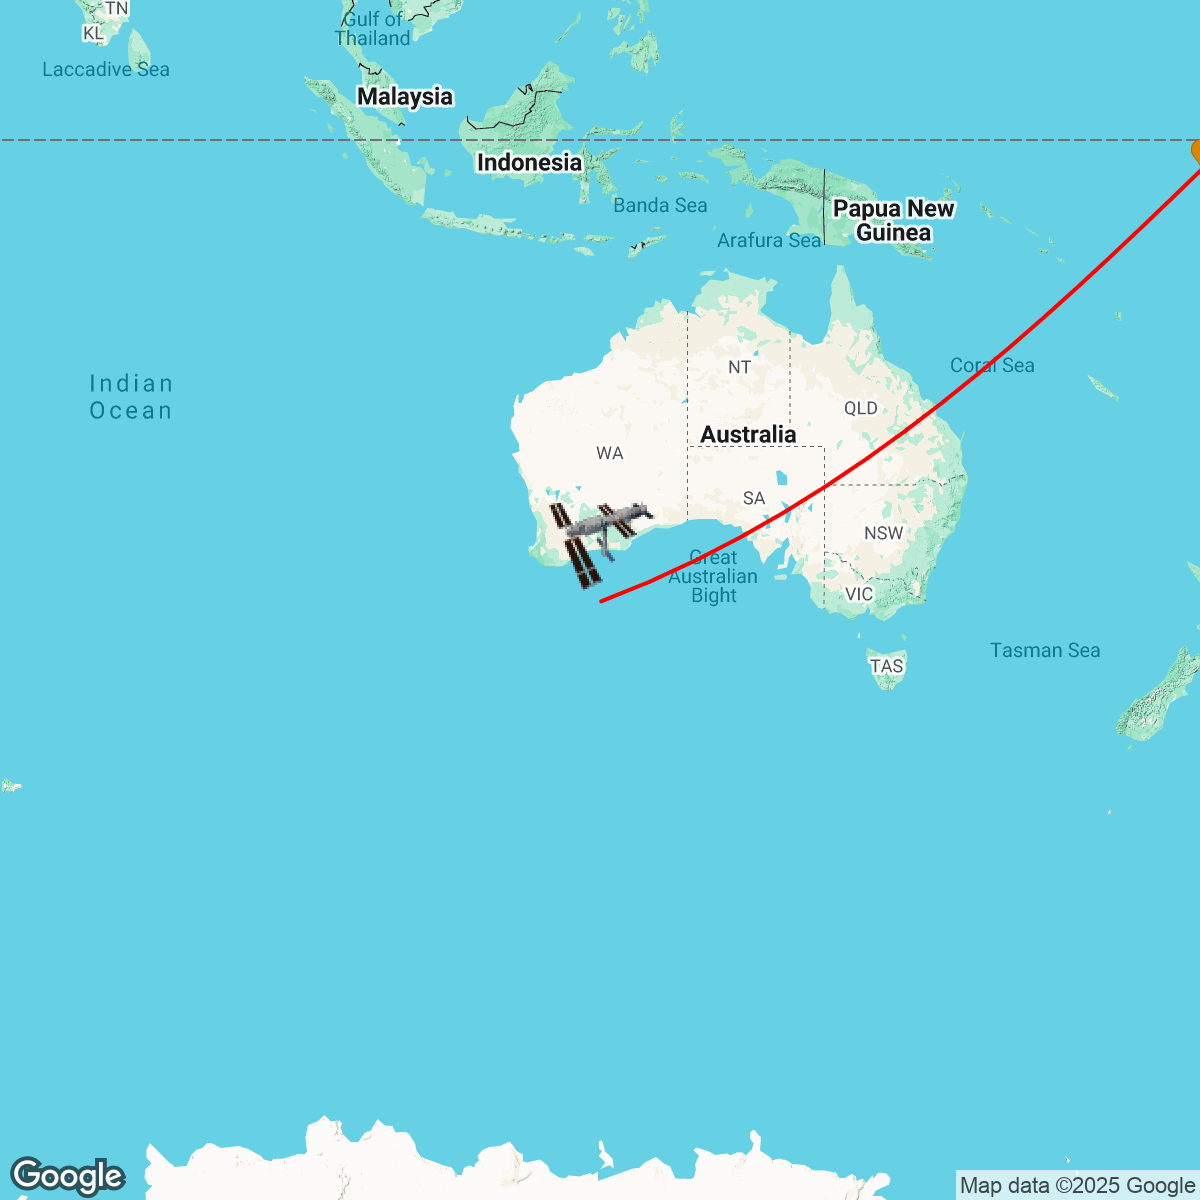 TN
KL
Gulf of
Thailand
Laccadive Sea
Malaysia
Indonesia
Banda Sea
Papua New
Guinea
Arafura Sea
Indian
Ocean
NT
Coral Sea
QLD
Australia
WA
SA
NSW
Great
Australian
Bight
VIC
Tasman Sea
TAS
Google
Map data ©2025 Google